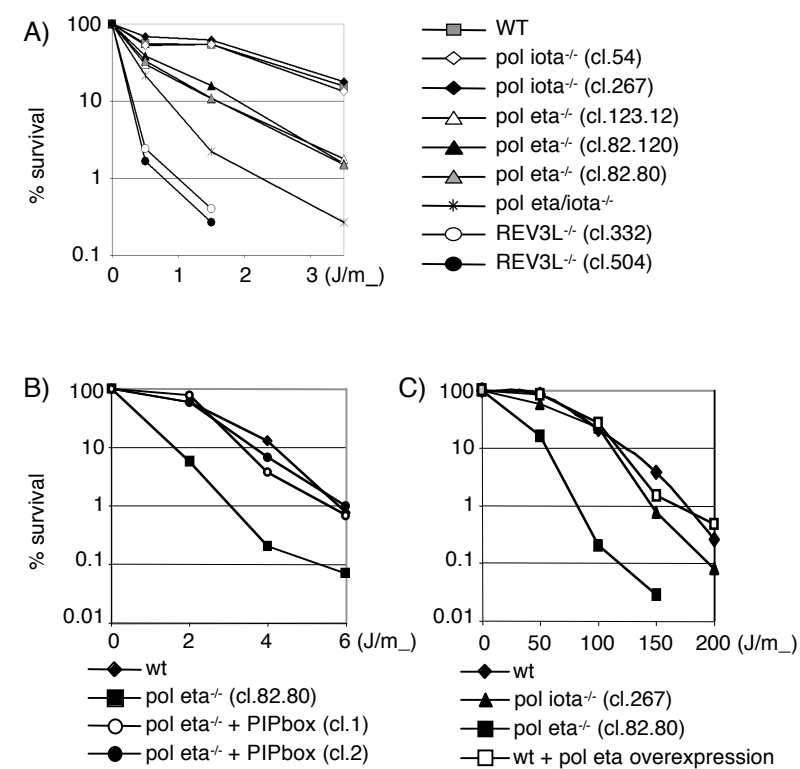 A)
% survival
100
10
1
0.1
0 1 2 3 (J/m_)
WT
pol iota-/- (cl.54)
pol iota-/- (cl.267)
pol eta-/- (cl.123.12)
pol eta-/- (cl.82.120)
pol eta-/- (cl.82.80)
pol eta/iota-/-
REV3L-/- (cl.332)
REV3L-/- (cl.504)
B)
% survival
100
10
1
0.1
0.01
0 2 4 6 (J/m_)
wt
pol eta-/- (cl.82.80)
pol eta-/- + PIPbox (cl.1)
pol eta-/- + PIPbox (cl.2)
C)
100
10
1
0.1
.01
0 50 100 150 200 (J/m_)
wt
pol iota-/- (cl.267)
pol eta-/- (cl.82.80)
wt + pol eta overexpression